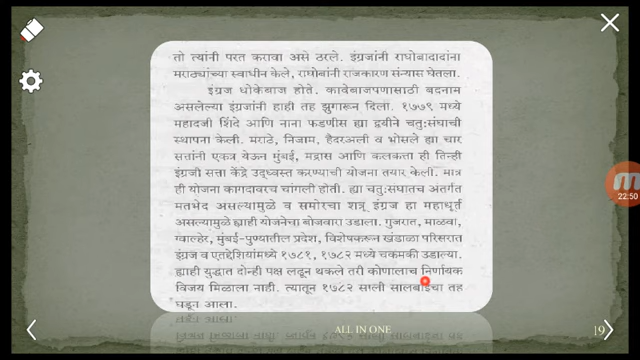 तो त्यांनी परत करावा असे ठरले. इंग्रजांनी राघोबादादांना
मराठ्यांच्या स्वाधीन केले, राघोबांनी राजकारण संन्यास घेतला.
इंग्रज धोकेबाज होते. कावेबाजपणासाठी बदनाम
असलेल्या इंग्रजांनी हाही तह झुगारून दिला. १७७९ मध्ये
महादजी शिंदे आणि नाना फडणीस ह्या द्वयीने चतुःसंघाची
स्थापना केली. मराठे, निजाम, हैदरअली व भोसले ह्या चार
सत्तांनी एकत्र येऊन मुंबई, मद्रास आणि कलकत्ता ही तिन्ही
इंग्रजी सत्ता केंद्रे उद्ध्वस्त करण्याची योजना तयार केली. मात्र
ही योजना कागदावरच चांगली होती. ह्या चतुःसंघातच अंतर्गत
मतभेद असल्यामुळे व समोरचा शत्रू इंग्रज हा महाधूर्त
असल्यामुळे ह्याही योजनेचा बोजवारा उडाला. गुजरात, माळवा,
ग्वाल्हेर, मुंबई-पुण्यातील प्रदेश, विशेषकरून खंडाळा परिसरात
इंग्रज व एतद्देशियांमध्ये १७८१, १७८२ मध्ये चकमकी उडाल्या.
ह्याही युद्धात दोन्ही पक्ष लढून थकले तरी कोणालाच निर्णायक
विजय मिळाला नाही. त्यातून १७८२ साली सालबाईचा तह
घडून आला.
22:50
ALL IN ONE
19